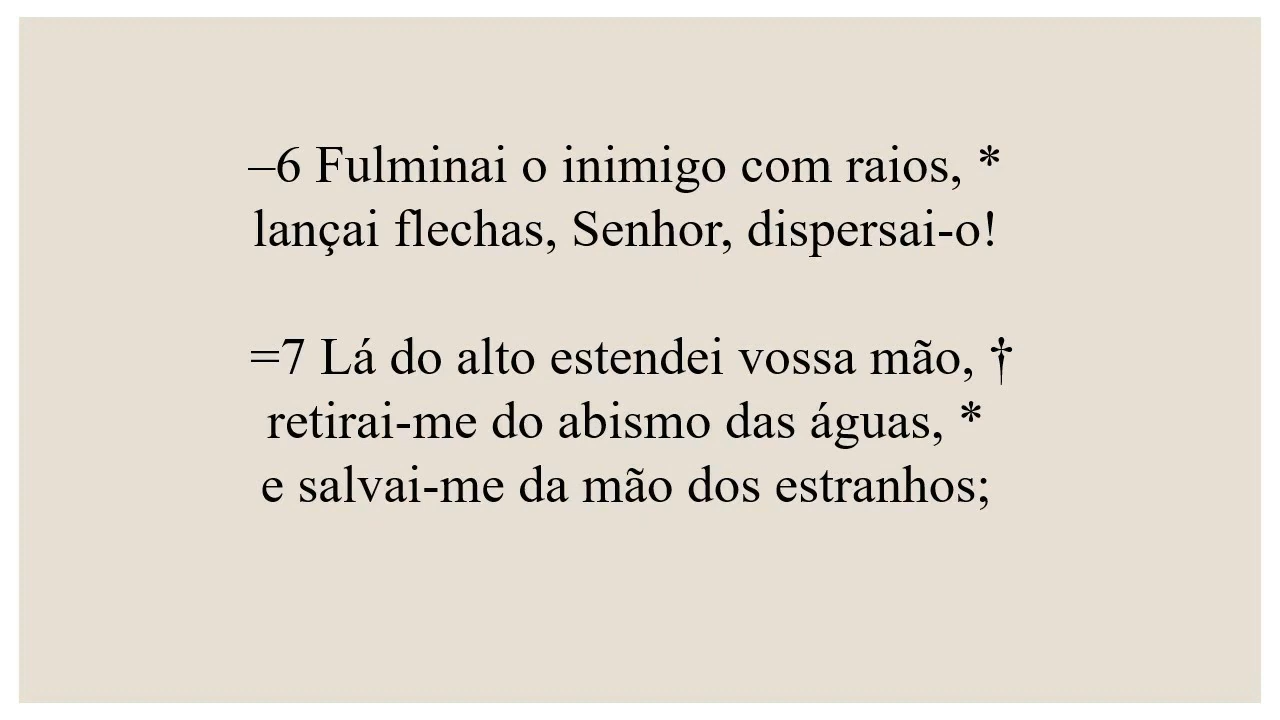 –6 Fulminai o inimigo com raios, *
lançai flechas, Senhor, dispersai-o!
=7 Lá do alto estendei vossa mão, †
retirai-me do abismo das águas, *
e salvai-me da mão dos estranhos;